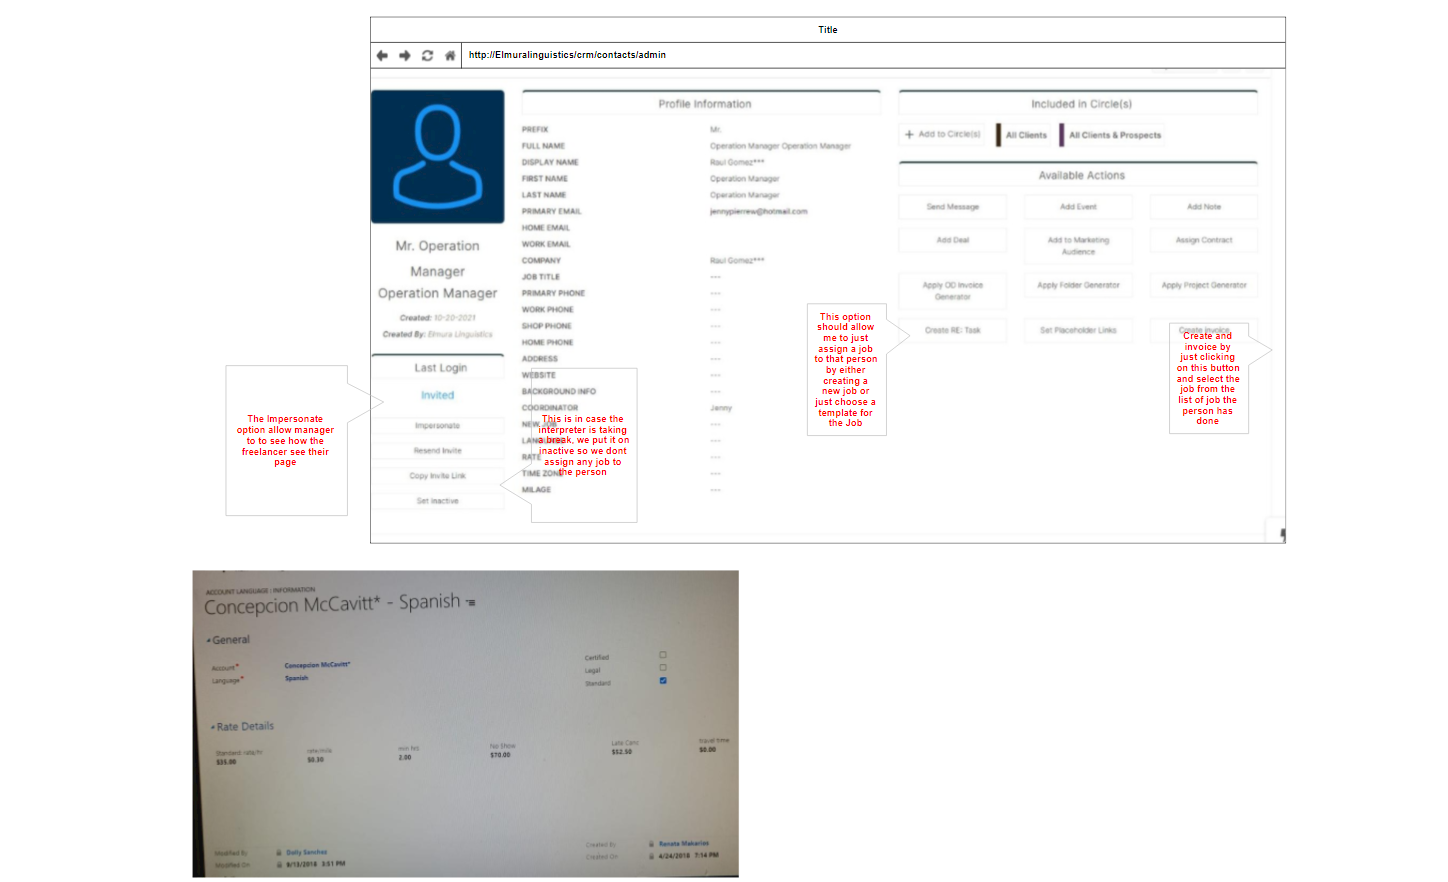 Title
http://Elmuralinguistics/crm/contacts/admin
Mr. Operation
Manager
Operation Manager
Created: 10-20-2021
Created By: Elmura Linguistics
Last Login
Invited
Impersonate
Resend Invite
Copy Invite Link
Set Inactive
The Impersonate
option allow manager
to to see how the
freelancer see their
page
Profile Information
PREFIX Mr.
FULL NAME Operation Manager Operation Manager
DISPLAY NAME Raul Gomez***
FIRST NAME Operation Manager
LAST NAME Operation Manager
PRIMARY EMAIL jennypierrew@hotmail.com
HOME EMAIL
WORK EMAIL
COMPANY Raul Gomez***
JOB TITLE ---
PRIMARY PHONE ---
WORK PHONE ---
SHOP PHONE ---
HOME PHONE ---
ADDRESS ---
WEBSITE ---
BACKGROUND INFO ---
COORDINATOR Jenny
NEW JOB ---
RATE ---
TIME ZONE ---
MILAGE ---
This is in case the
interpreter is taking
a break, we put it on
inactive so we dont
assign any job to
the person
Included in Circle(s)
+ Add to Circle(s) All Clients All Clients & Prospects
Available Actions
Send Message Add Event Add Note
Add Deal Add to Marketing Assign Contract
Audience
Apply OD Invoice Apply Folder Generator Apply Project Generator
Generator
Create RE: Task Set Placeholder Links Create Invoice
This option
should allow
me to just
assign a job
to that person
by either
creating a
new job or
just choose a
template for
the Job
Create and
invoice by
just clicking
on this button
and select the
job from the
list of job the
person has
done
ACCOUNT LANGUAGE : INFORMATION
Concepcion McCavitt* - Spanish
General
Account* Concepcion McCavitt*
Language* Spanish
Certified
Legal
Standard
Rate Details
Standard rate/hr rate/mile min hrs No Show Late Canc travel time
$35.00 $0.50 2.00 $70.00 $52.50 $0.00
Modified By Dolly Sanchez
Modified On 9/13/2018 3:51 PM
Created By Renata Makarios
Created On 4/24/2018 7:14 PM